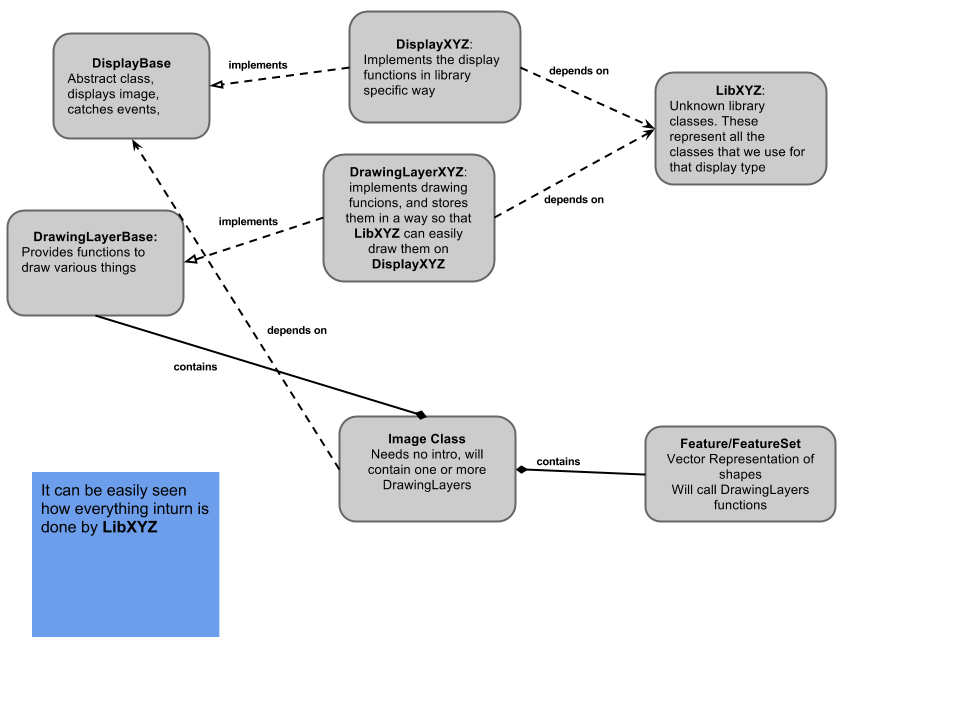 DisplayBase
Abstract class,
displays image,
catches events,
implements
DisplayXYZ:
Implements the display
functions in library
specific way
depends on
LibXYZ:
Unknown library
classes. These
represent all the
classes that we use for
that display type
DrawingLayerXYZ:
implements drawing
funcions, and stores
them in a way so that
LibXYZ can easily
draw them on
DisplayXYZ
depends on
implements
DrawingLayerBase:
Provides functions to
draw various things
depends on
contains
Image Class
Needs no intro, will
contain one or more
DrawingLayers
contains
Feature/FeatureSet
Vector Representation of
shapes
Will call DrawingLayers
functions
It can be easily seen
how everything inturn is
done by LibXYZ